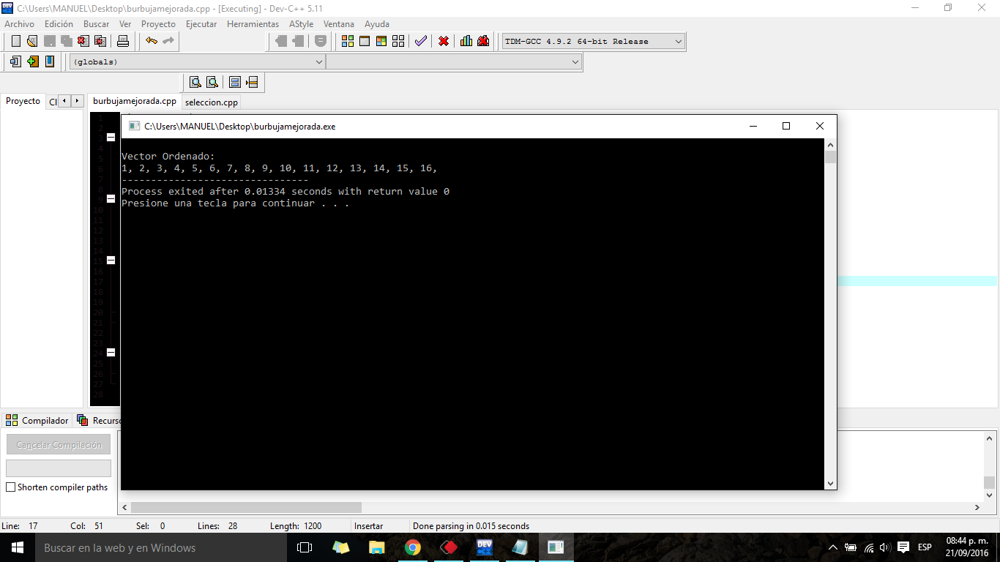 C:\Users\MANUEL\Desktop\burbujamejorada.cpp - [Executing] - Dev-C++ 5.11
Archivo Edición Buscar Ver Proyecto Ejecutar Herramientas AStyle Ventana Ayuda
TDM-GCC 4.9.2 64-bit Release
(globals)
Proyecto Cl burbujamejorada.cpp seleccion.cpp
C:\Users\MANUEL\Desktop\burbujamejorada.exe
1
2
3
4
5
6
7
8
9
10
11
12
13
14
15
16
17
18
19
20
21
22
23
24
25
26
27
28
Vector Ordenado:
1, 2, 3, 4, 5, 6, 7, 8, 9, 10, 11, 12, 13, 14, 15, 16,
--------------------------------
Process exited after 0.01334 seconds with return value 0
Presione una tecla para continuar . . .
Compilador Recurso
Cancelar Compilación
Shorten compiler paths
Line: 17 Col: 51 Sel: 0 Lines: 28 Length: 1200 Insertar Done parsing in 0.015 seconds
Buscar en la web y en Windows
DEV
ESP
08:44 p. m.
21/09/2016